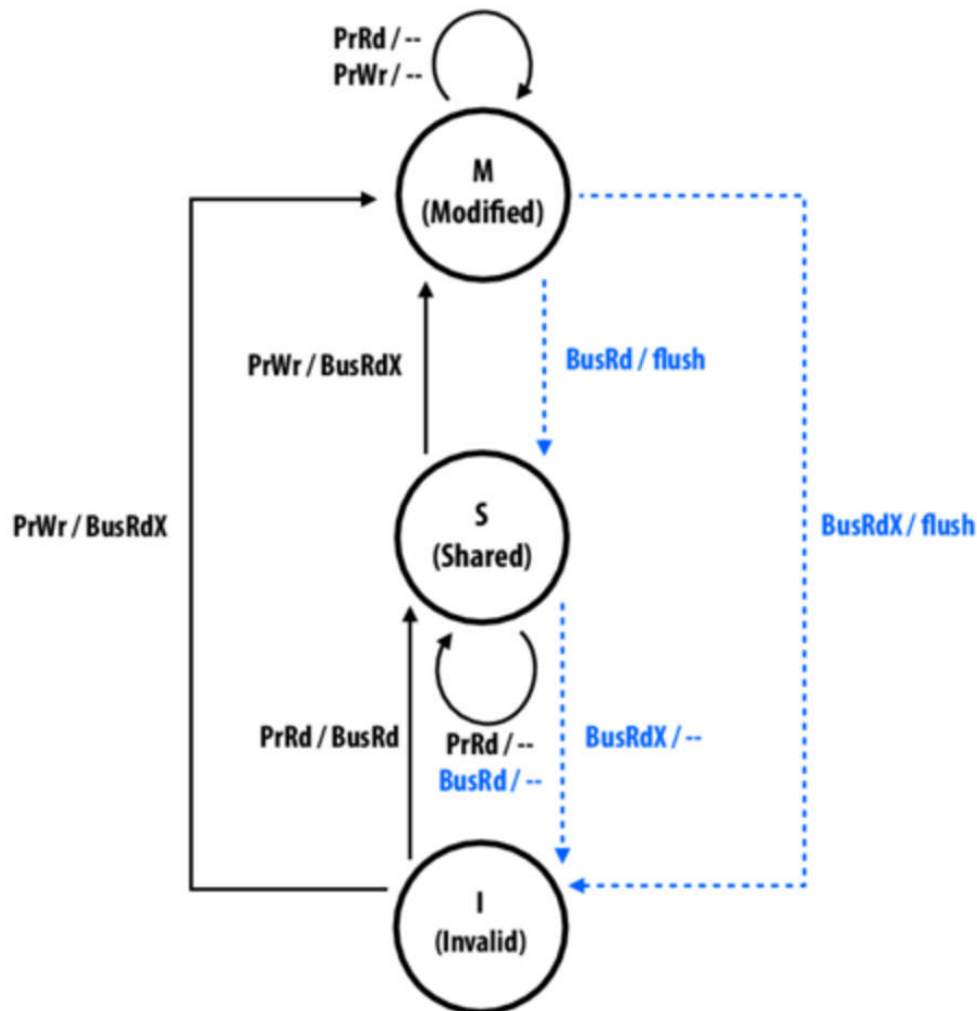 PrRd / --
PrWr / --
M
(Modified)
PrWr / BusRdX
BusRd / flush
S
(Shared)
PrWr / BusRdX
BusRdX / flush
PrRd / BusRd
PrRd / --
BusRd / --
BusRdX / --
I
(Invalid)